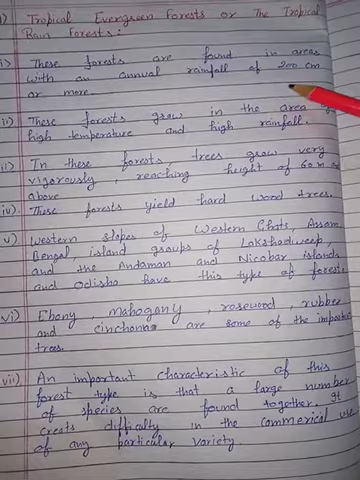 Tropical Evergreen Forests or The Tropical
Rain Forests:
i) These forests are found in areas
with an annual rainfall of 200 cm
or more.
ii) These forests grow in the area of
high temperature and high rainfall.
iii) In these forests, trees grow very
vigorously, reaching height of 60 m or
above
iv). These forests yield hard wood trees.
v) Western slopes of Western Ghats, Assam,
Bengal island groups of Lakshadweep,
and the Andaman and Nicobar islands
and Odisha have this type of forests
vi) Ebony, mahogany, rosewood, rubber
and cinchona are some of the important
trees.
vii) An important characteristic of this
forest type is that a large number
of species are found together. It
creats difficulty in the commerical use
of any particular variety.